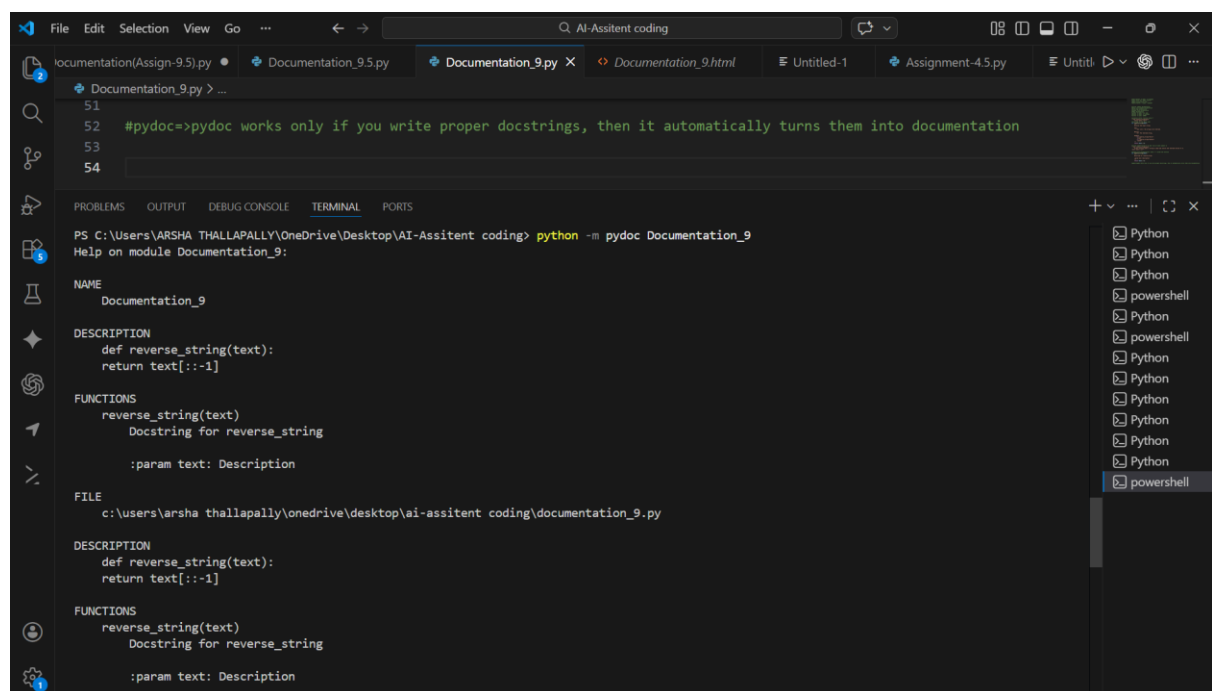 File Edit Selection View Go ··· AI-Assitent coding
Documentation(Assign-9.5).py Documentation_9.5.py Documentation_9.py Documentation_9.html Untitled-1 Assignment-4.5.py Untitl
2
Documentation_9.py > ...
51
52 #pydoc=>pydoc works only if you write proper docstrings, then it automatically turns them into documentation
53
54
PROBLEMS OUTPUT DEBUG CONSOLE TERMINAL PORTS
PS C:\Users\ARSHA THALLAPALLY\OneDrive\Desktop\AI-Assitent coding> python -m pydoc Documentation_9
Help on module Documentation_9:
NAME
Documentation_9
DESCRIPTION
def reverse_string(text):
return text[::-1]
FUNCTIONS
reverse_string(text)
Docstring for reverse_string
:param text: Description
FILE
c:\users\arsha thallapally\onedrive\desktop\ai-assitent coding\documentation_9.py
DESCRIPTION
def reverse_string(text):
return text[::-1]
FUNCTIONS
reverse_string(text)
Docstring for reverse_string
:param text: Description
Python
Python
Python
powershell
Python
powershell
Python
Python
Python
Python
Python
Python
powershell
5
1